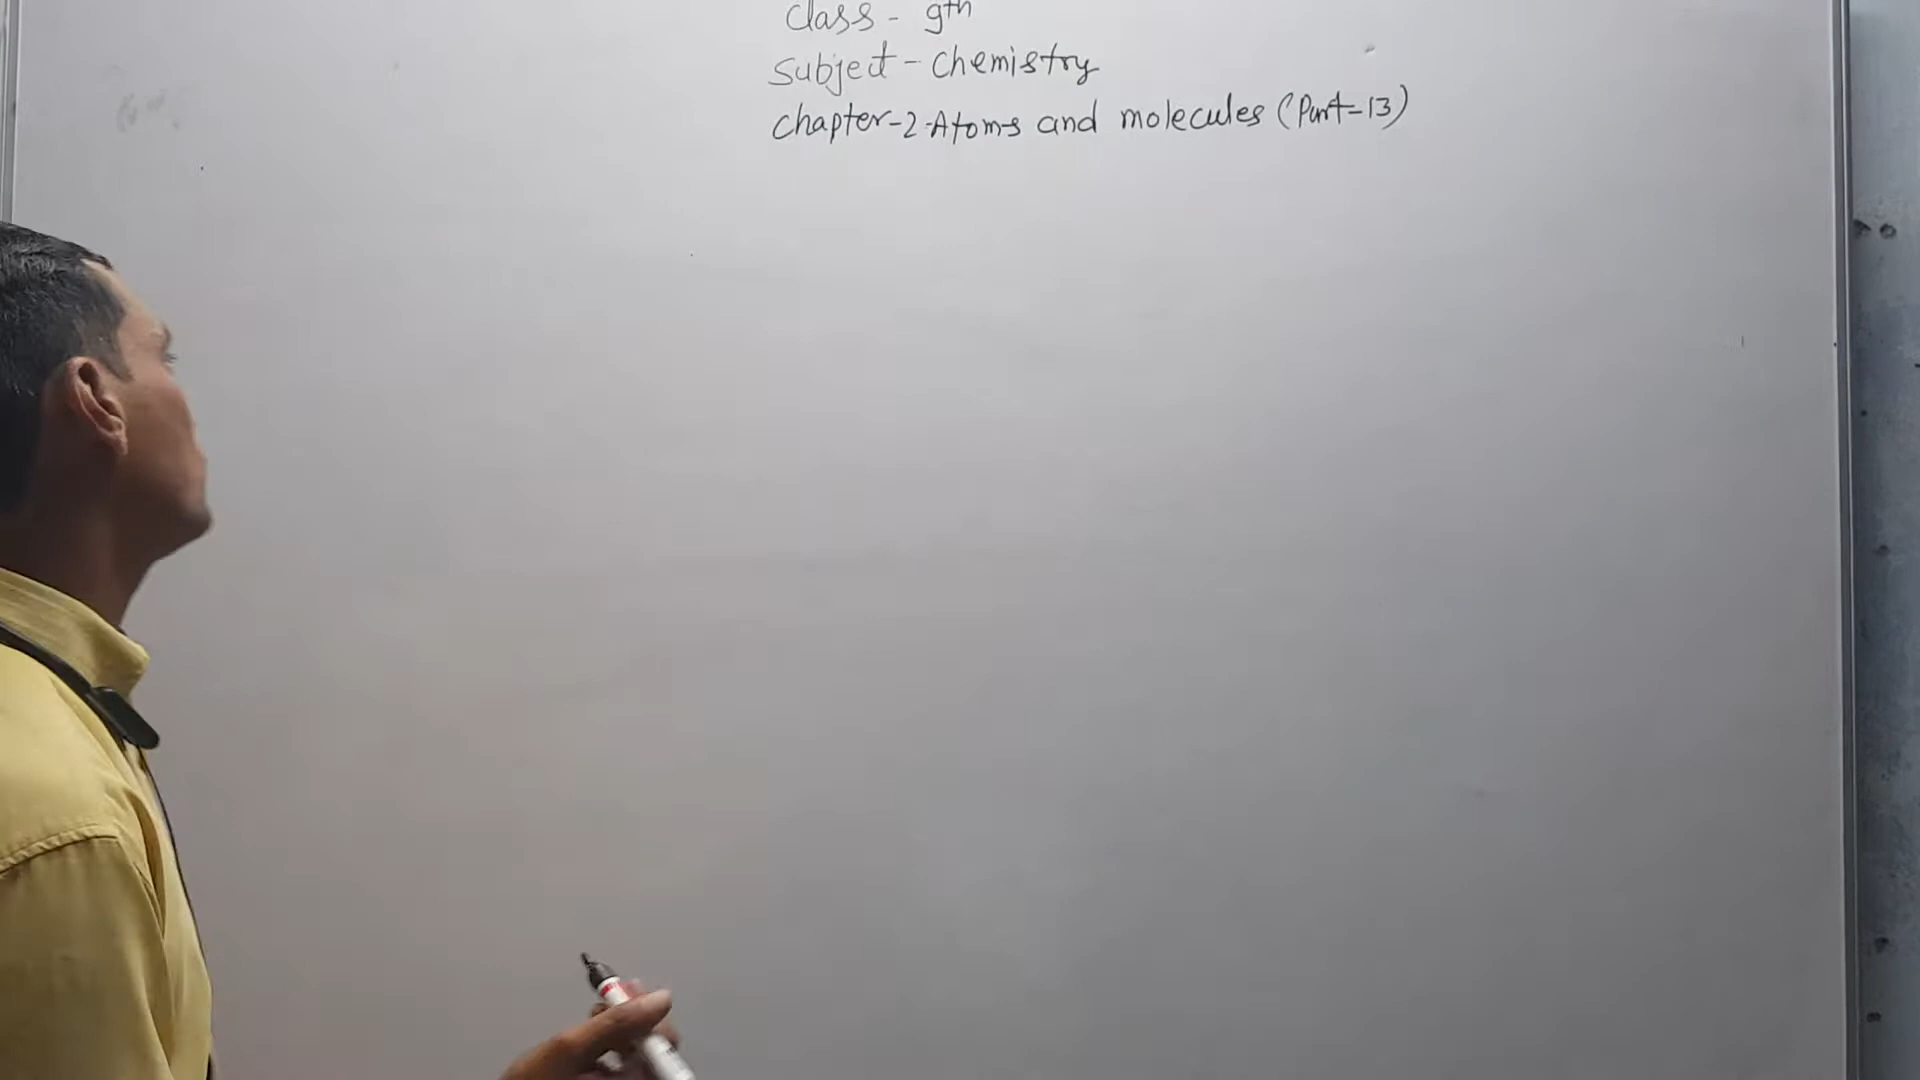 Class - 9th
Subject - Chemistry
Chapter-2-Atoms and molecules (Part-13)